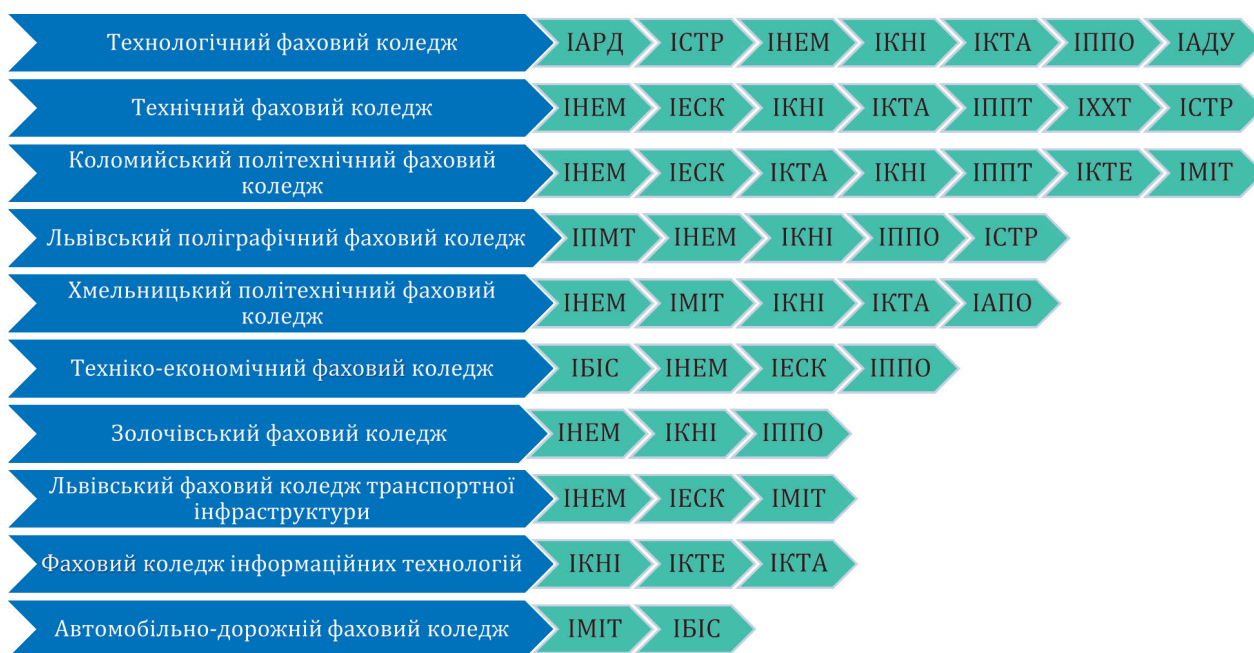 Технологічний фаховий коледж ІАРД ІСТР ІНЕМ ІКНІ ІКТА ІППО ІАДУ
Технічний фаховий коледж ІНЕМ ІЕСК ІКНІ ІКТА ІППТ ІХХТ ІСТР
Коломийський політехнічний фаховий
коледж ІНЕМ ІЕСК ІКТА ІКНІ ІППТ ІКТЕ ІМІТ
Львівський поліграфічний фаховий коледж ІПМТ ІНЕМ ІКНІ ІППО ІСТР
Хмельницький політехнічний фаховий
коледж ІНЕМ ІМІТ ІКНІ ІКТА ІАПО
Техніко-економічний фаховий коледж ІБІС ІНЕМ ІЕСК ІППО
Золочівський фаховий коледж ІНЕМ ІКНІ ІППО
Львівський фаховий коледж транспортної
інфраструктури ІНЕМ ІЕСК ІМІТ
Фаховий коледж інформаційних технологій ІКНІ ІКТЕ ІКТА
Автомобільно-дорожній фаховий коледж ІМІТ ІБІС